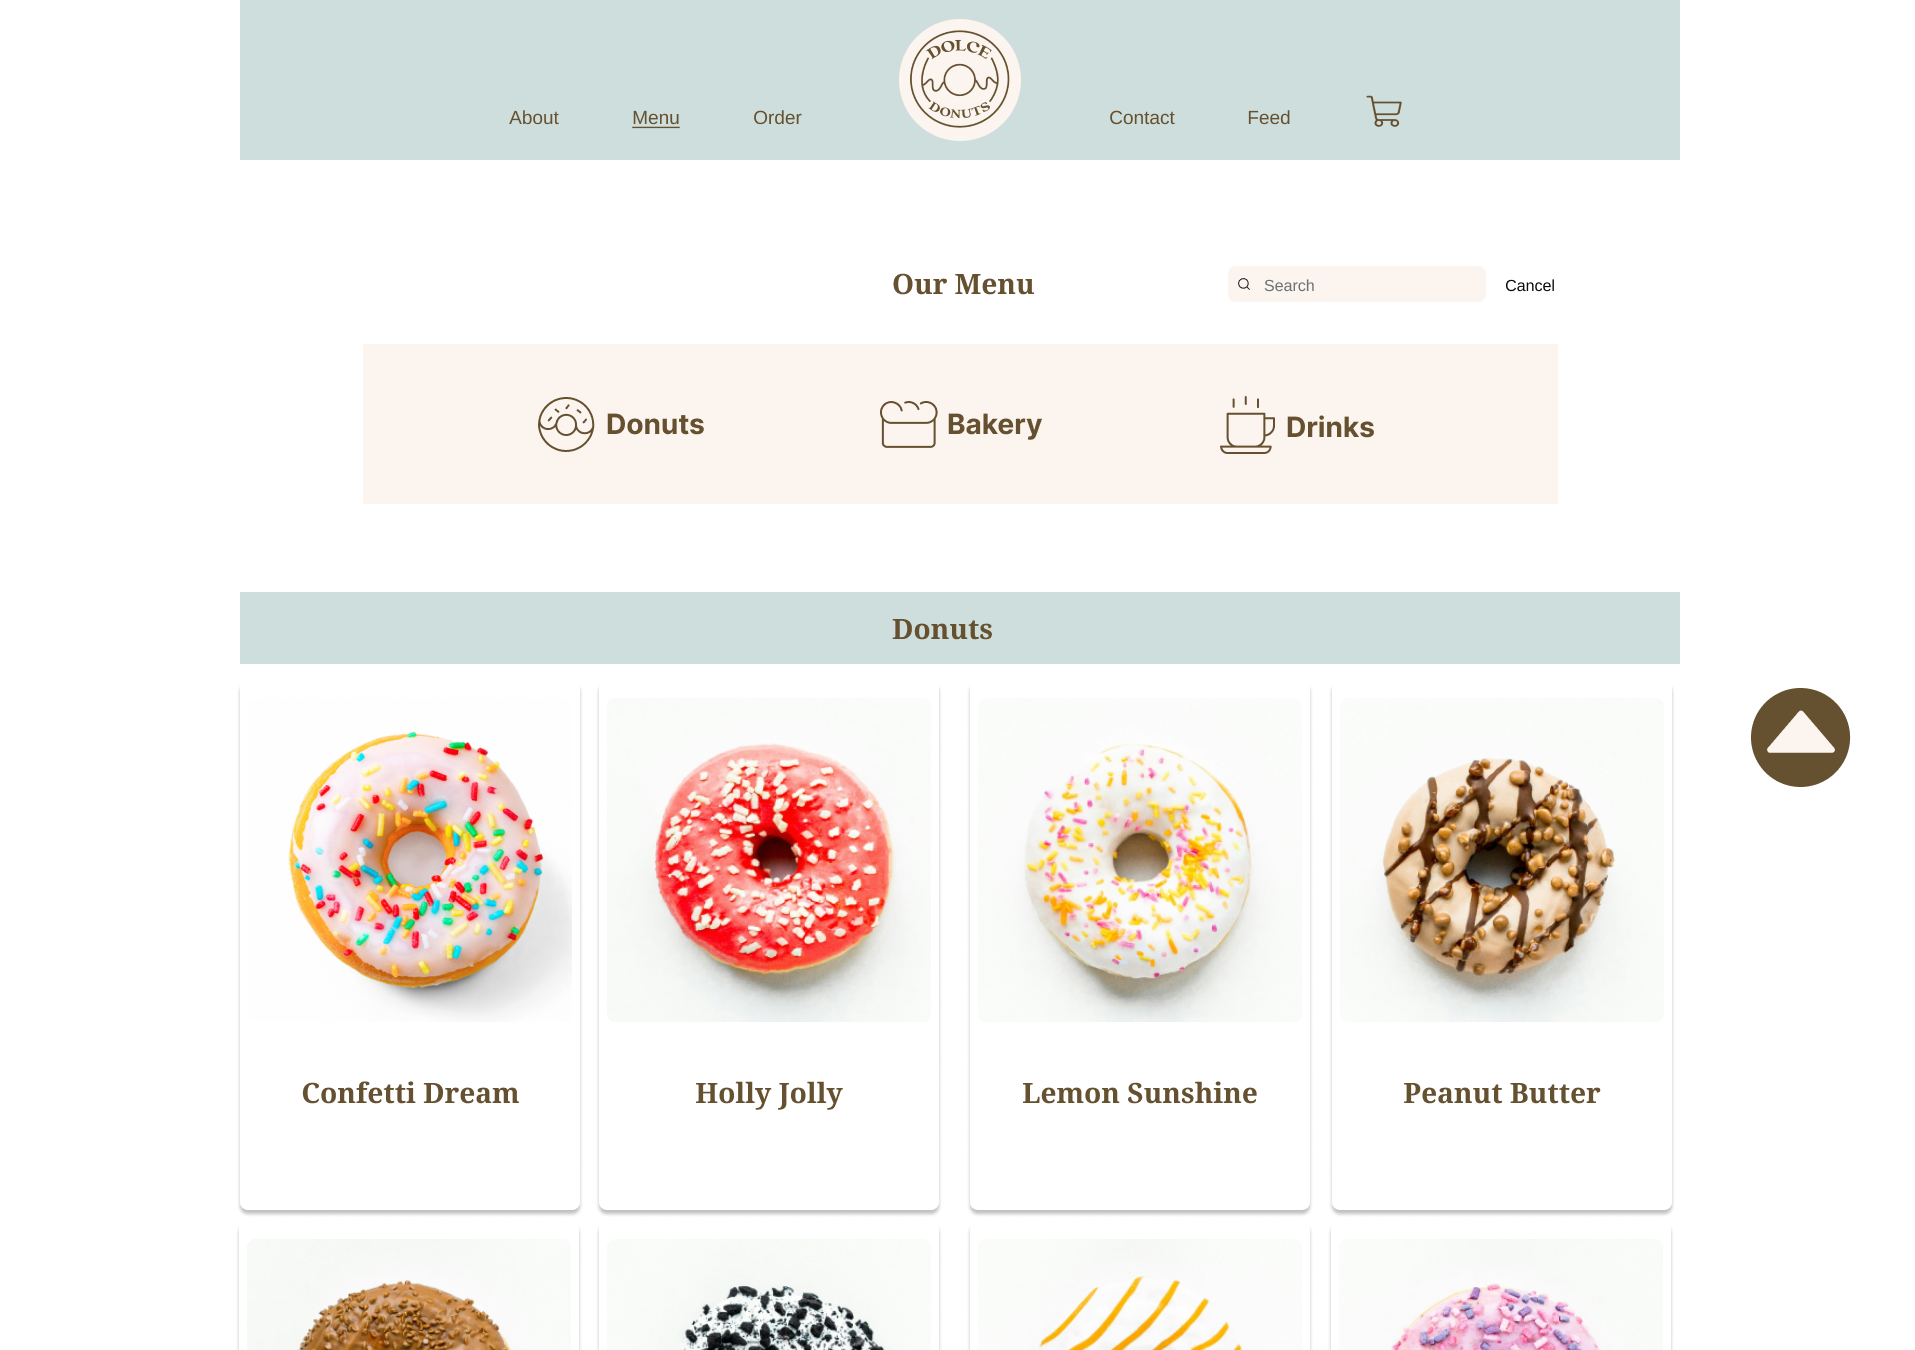 DOLCE
DONUTS
About
Menu
Order
Contact
Feed
Our Menu
Search
Cancel
Donuts
Bakery
Drinks
Donuts
Confetti Dream
Holly Jolly
Lemon Sunshine
Peanut Butter